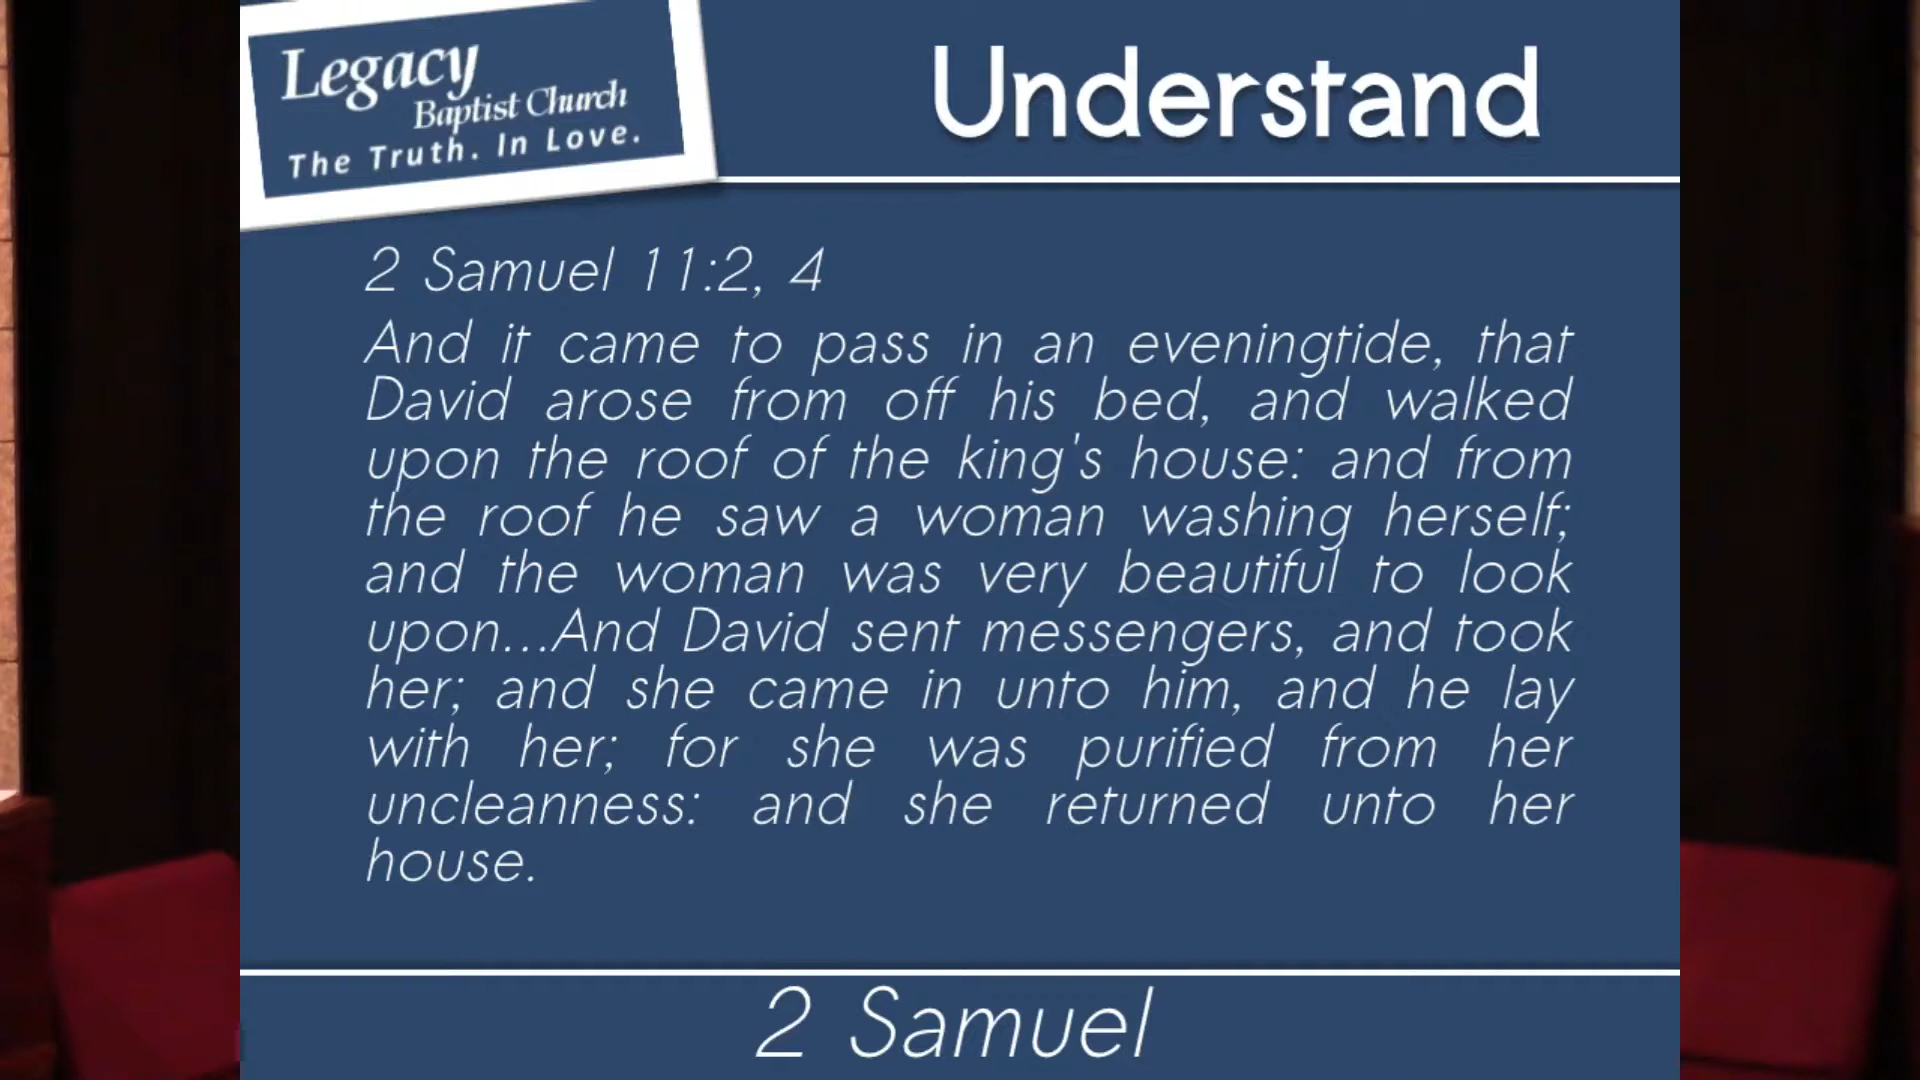 Legacy
Baptist Church
The Truth. In Love.
Understand
2 Samuel 11:2, 4
And it came to pass in an eveningtide, that
David arose from off his bed, and walked
upon the roof of the king's house: and from
the roof he saw a woman washing herself;
and the woman was very beautiful to look
upon...And David sent messengers, and took
her; and she came in unto him, and he lay
with her; for she was purified from her
uncleanness: and she returned unto her
house.
2 Samuel